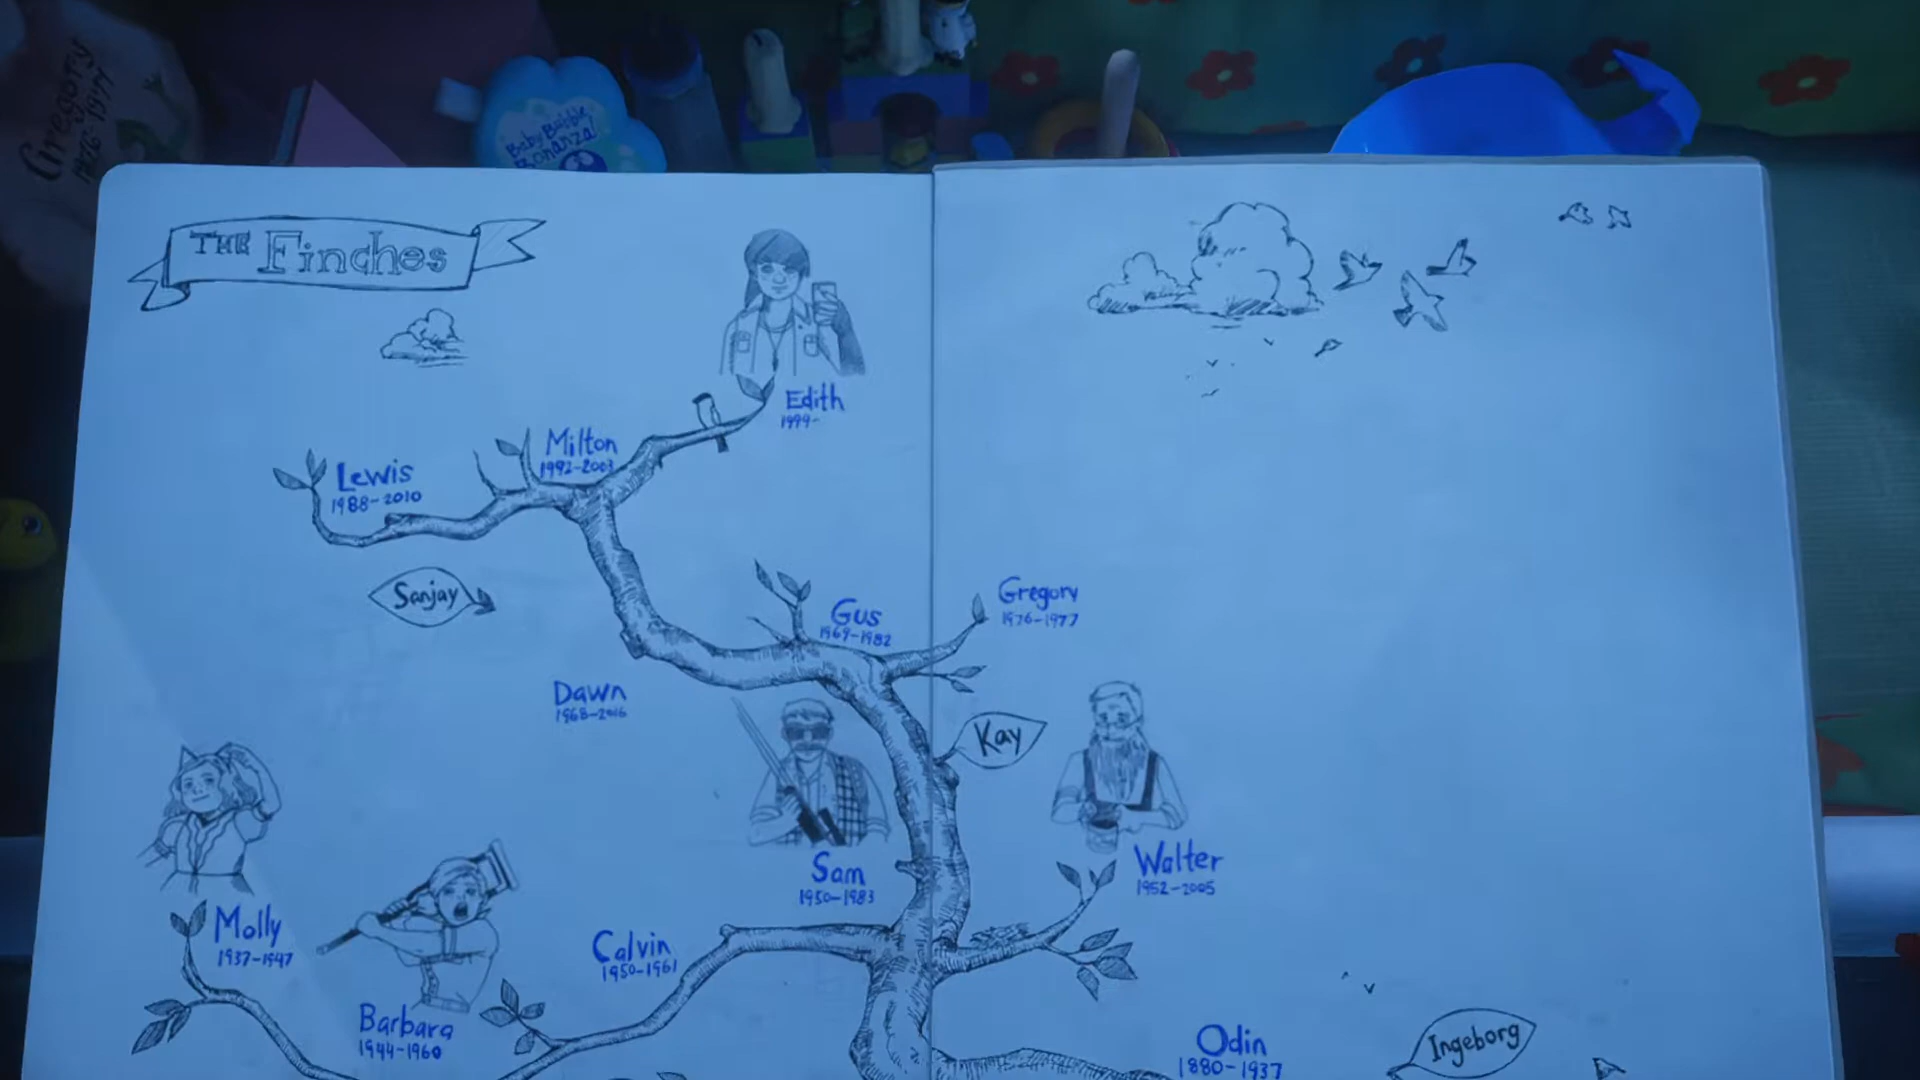 Gregory
1976-1977
Baby Bobble
Bonanza!
THE Finches
Edith
1999-
Milton
1992-2003
Lewis
1988-2010
Sanjay
Gus
1969-1982
Gregory
1976-1977
Dawn
1968-2016
Kay
Sam
1950-1983
Walter
1952-2005
Molly
1937-1947
Calvin
1950-1961
Barbara
1944-1960
Odin
1880-1937
Ingeborg